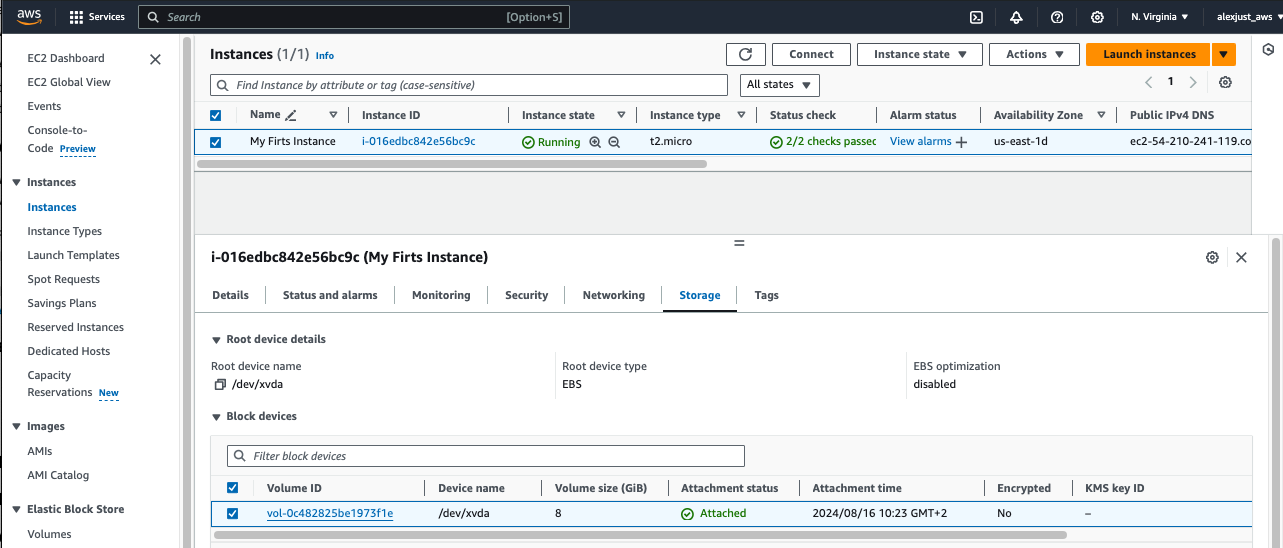 aws Services Search [Option+S] N. Virginia alexjust_aws
EC2 Dashboard
EC2 Global View
Events
Console-to-
Code Preview
Instances
Instances
Instance Types
Launch Templates
Spot Requests
Savings Plans
Reserved Instances
Dedicated Hosts
Capacity
Reservations New
Images
AMIs
AMI Catalog
Elastic Block Store
Volumes
Instances (1/1) Info Connect Instance state Actions Launch instances
Find Instance by attribute or tag (case-sensitive) All states 1
Name Instance ID Instance state Instance type Status check Alarm status Availability Zone Public IPv4 DNS
My Firts Instance i-016edbc842e56bc9c Running t2.micro 2/2 checks passec View alarms us-east-1d ec2-54-210-241-119.co
i-016edbc842e56bc9c (My Firts Instance)
Details Status and alarms Monitoring Security Networking Storage Tags
Root device details
Root device name Root device type EBS optimization
/dev/xvda EBS disabled
Block devices
Filter block devices
Volume ID Device name Volume size (GiB) Attachment status Attachment time Encrypted KMS key ID
vol-0c482825be1973f1e /dev/xvda 8 Attached 2024/08/16 10:23 GMT+2 No –